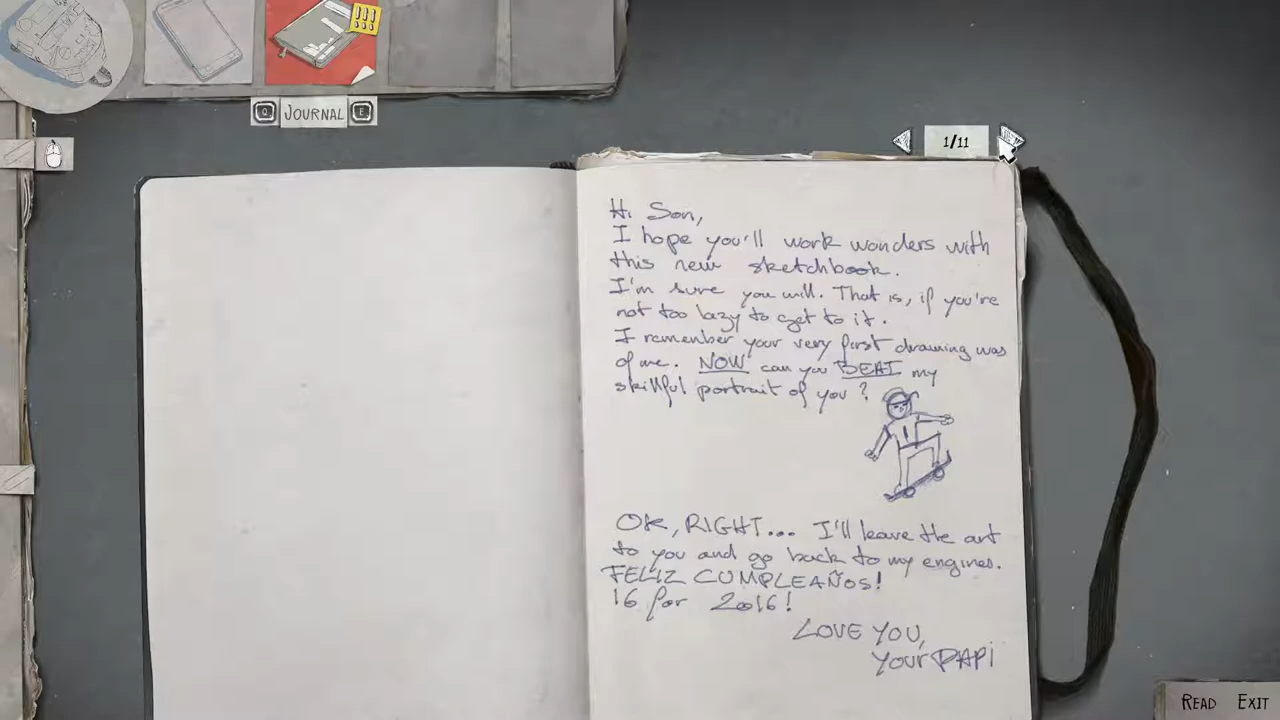 Q JOURNAL E
1/11
Hi Son,
I hope you'll work wonders with
this new sketchbook.
I'm sure you will. That is, if you're
not too lazy to get to it.
I remember your very first drawing was
of me. NOW can you BEAT my
skillful portrait of you?
OK, RIGHT... I'll leave the art
to you and go back to my engines.
FELIZ CUMPLEAÑOS!
16 for 2016!
LOVE YOU,
your PAPI
READ EXIT